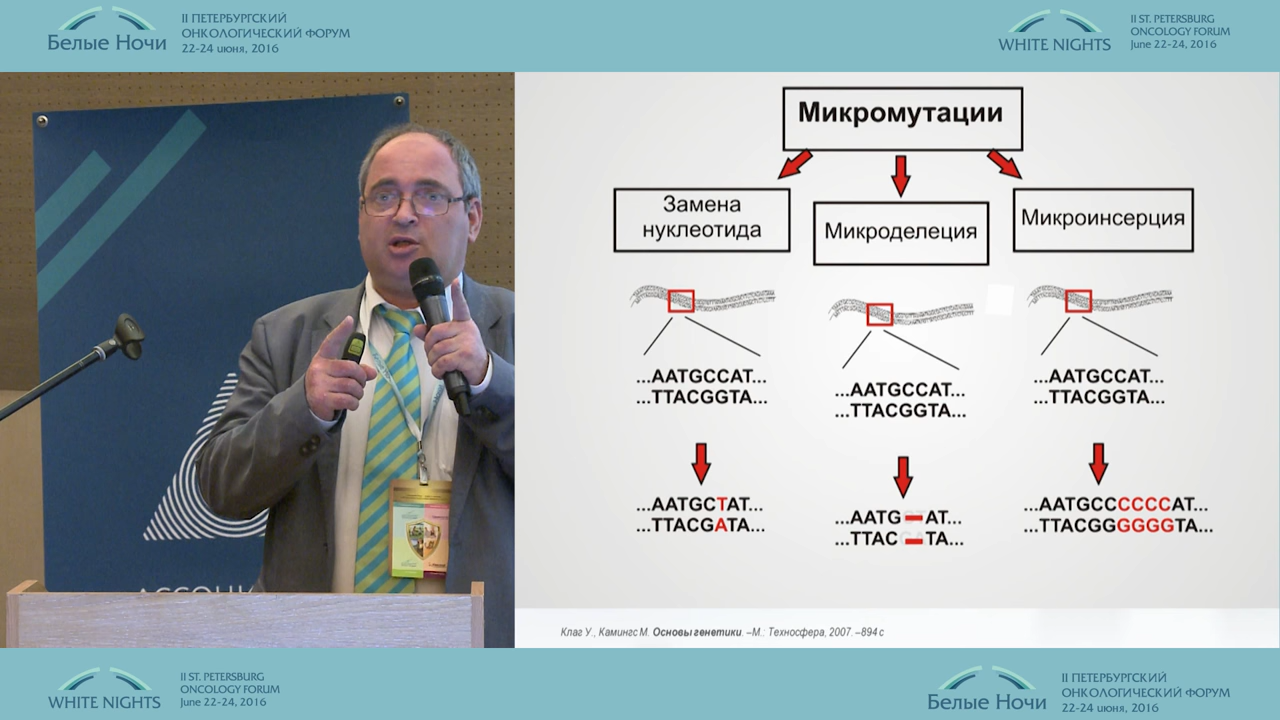 Белые Ночи
II ПЕТЕРБУРГСКИЙ
ОНКОЛОГИЧЕСКИЙ ФОРУМ
22-24 июня, 2016
WHITE NIGHTS
II ST. PETERSBURG
ONCOLOGY FORUM
June 22-24, 2016
Микромутации
Замена
нуклеотида
Микроделеция
Микроинсерция
...AATGCCAT...
...TTACGGTA...
...AATGCCAT...
...TTACGGTA...
...AATGCCAT...
...TTACGGTA...
...AATGCTAT...
...TTACGATA...
...AATG━AT...
...TTAC━TA...
...AATGCCCCCCAT...
...TTACGGGGGGTA...
Клаг У., Камингс М. Основы генетики. –М.: Техносфера, 2007. –894 с
WHITE NIGHTS
II ST. PETERSBURG
ONCOLOGY FORUM
June 22-24, 2016
Белые Ночи
II ПЕТЕРБУРГСКИЙ
ОНКОЛОГИЧЕСКИЙ ФОРУМ
22-24 июня, 2016